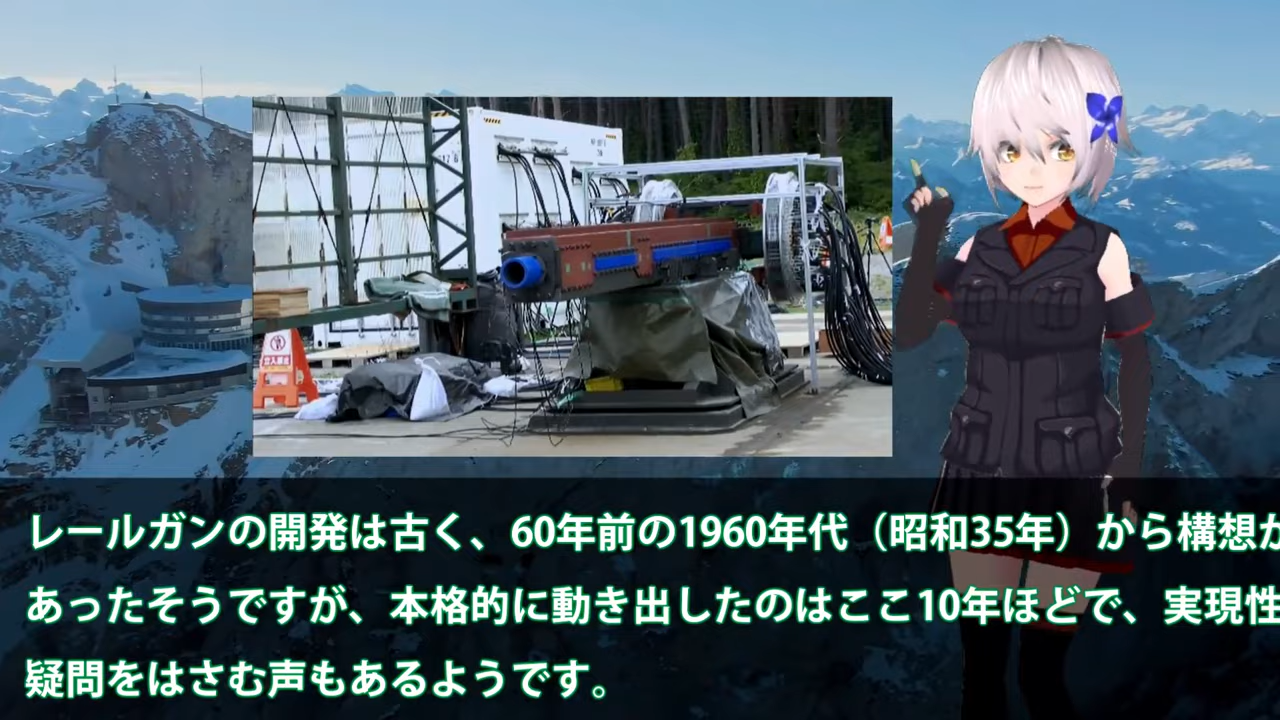 立入禁止
レールガンの開発は古く、60年前の1960年代（昭和35年）から構想が
あったそうですが、本格的に動き出したのはここ10年ほどで、実現性
疑問をはさむ声もあるようです。